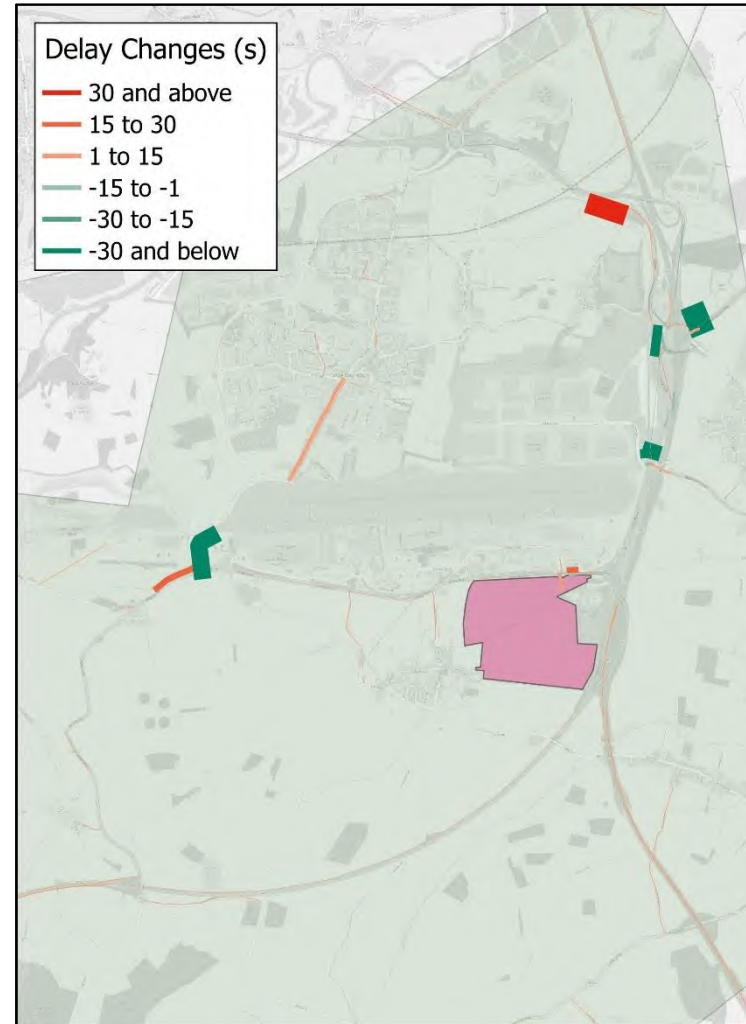 Delay Changes (s)
30 and above
15 to 30
1 to 15
-15 to -1
-30 to -15
-30 and below